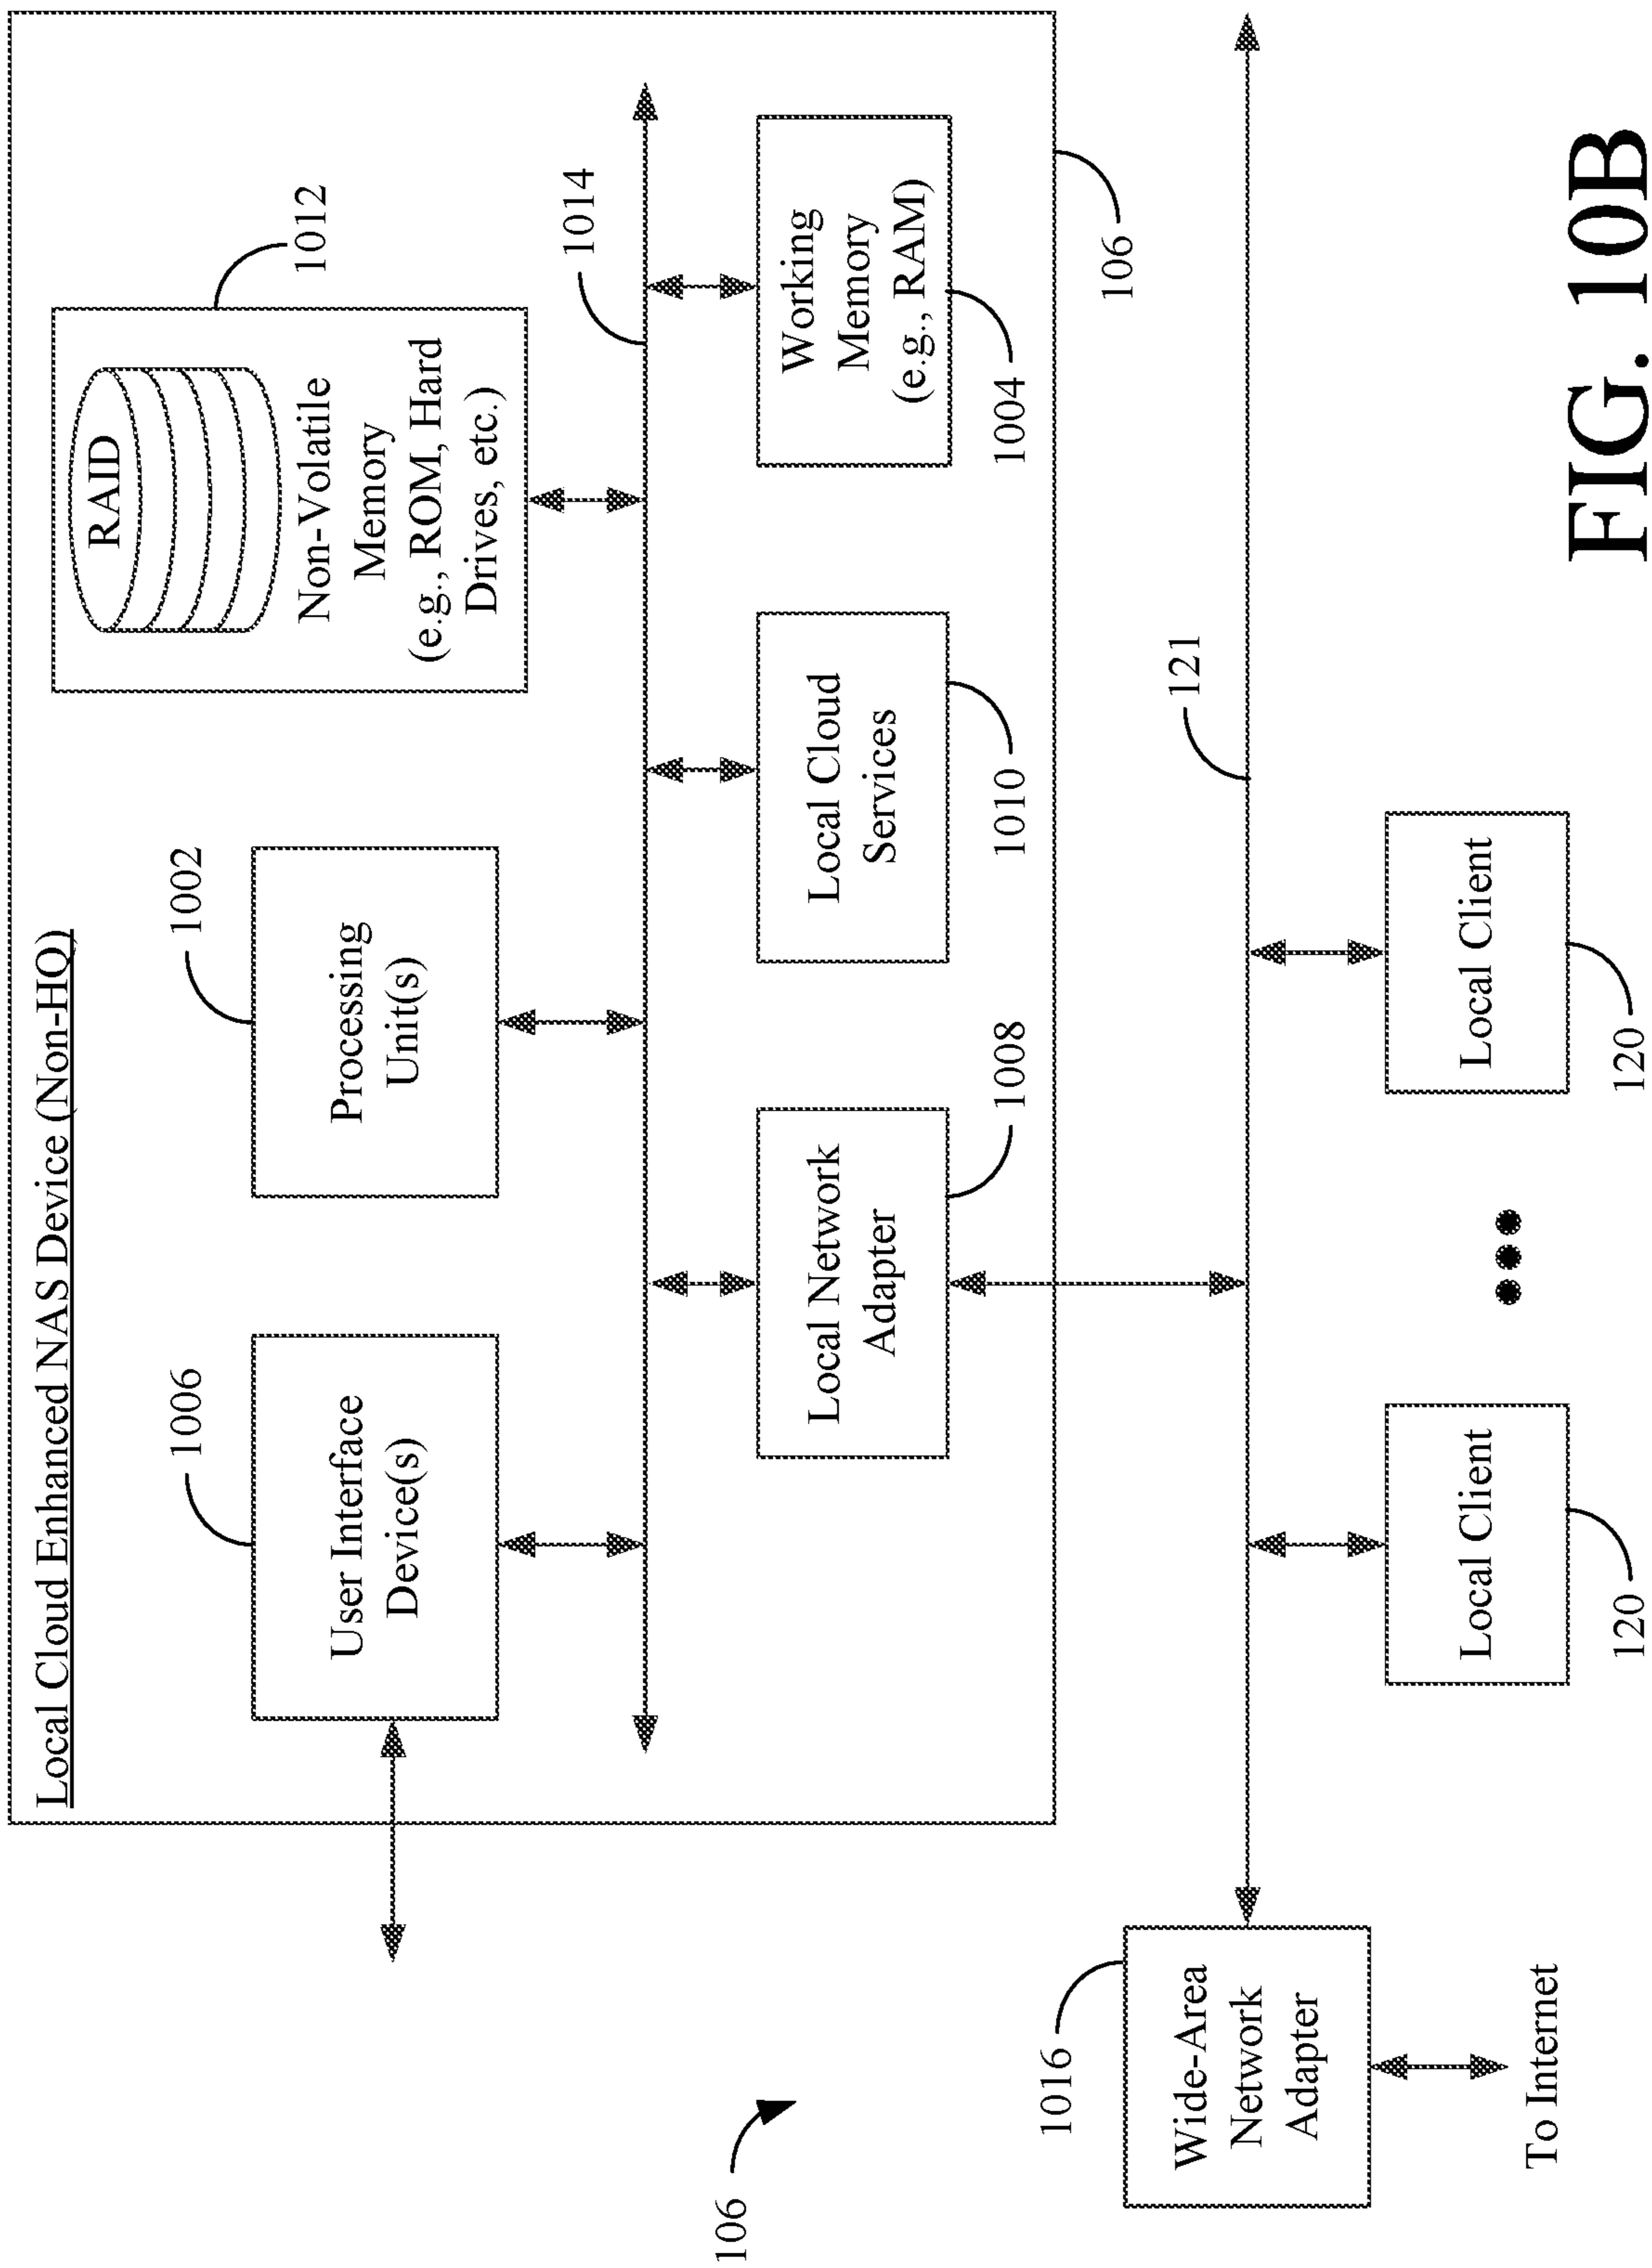 Local Cloud Enhanced NAS Device (Non-HQ)
1006
User Interface
Device(s)
1002
Processing
Unit(s)
RAID
Non-Volatile
Memory
(e.g., ROM, Hard
Drives, etc.)
1012
1014
Local Network
Adapter
1008
Local Cloud
Services
1010
Working
Memory
(e.g., RAM)
1004
106
106
1016
Wide-Area
Network
Adapter
To Internet
121
Local Client
120
Local Client
120
FIG. 10B